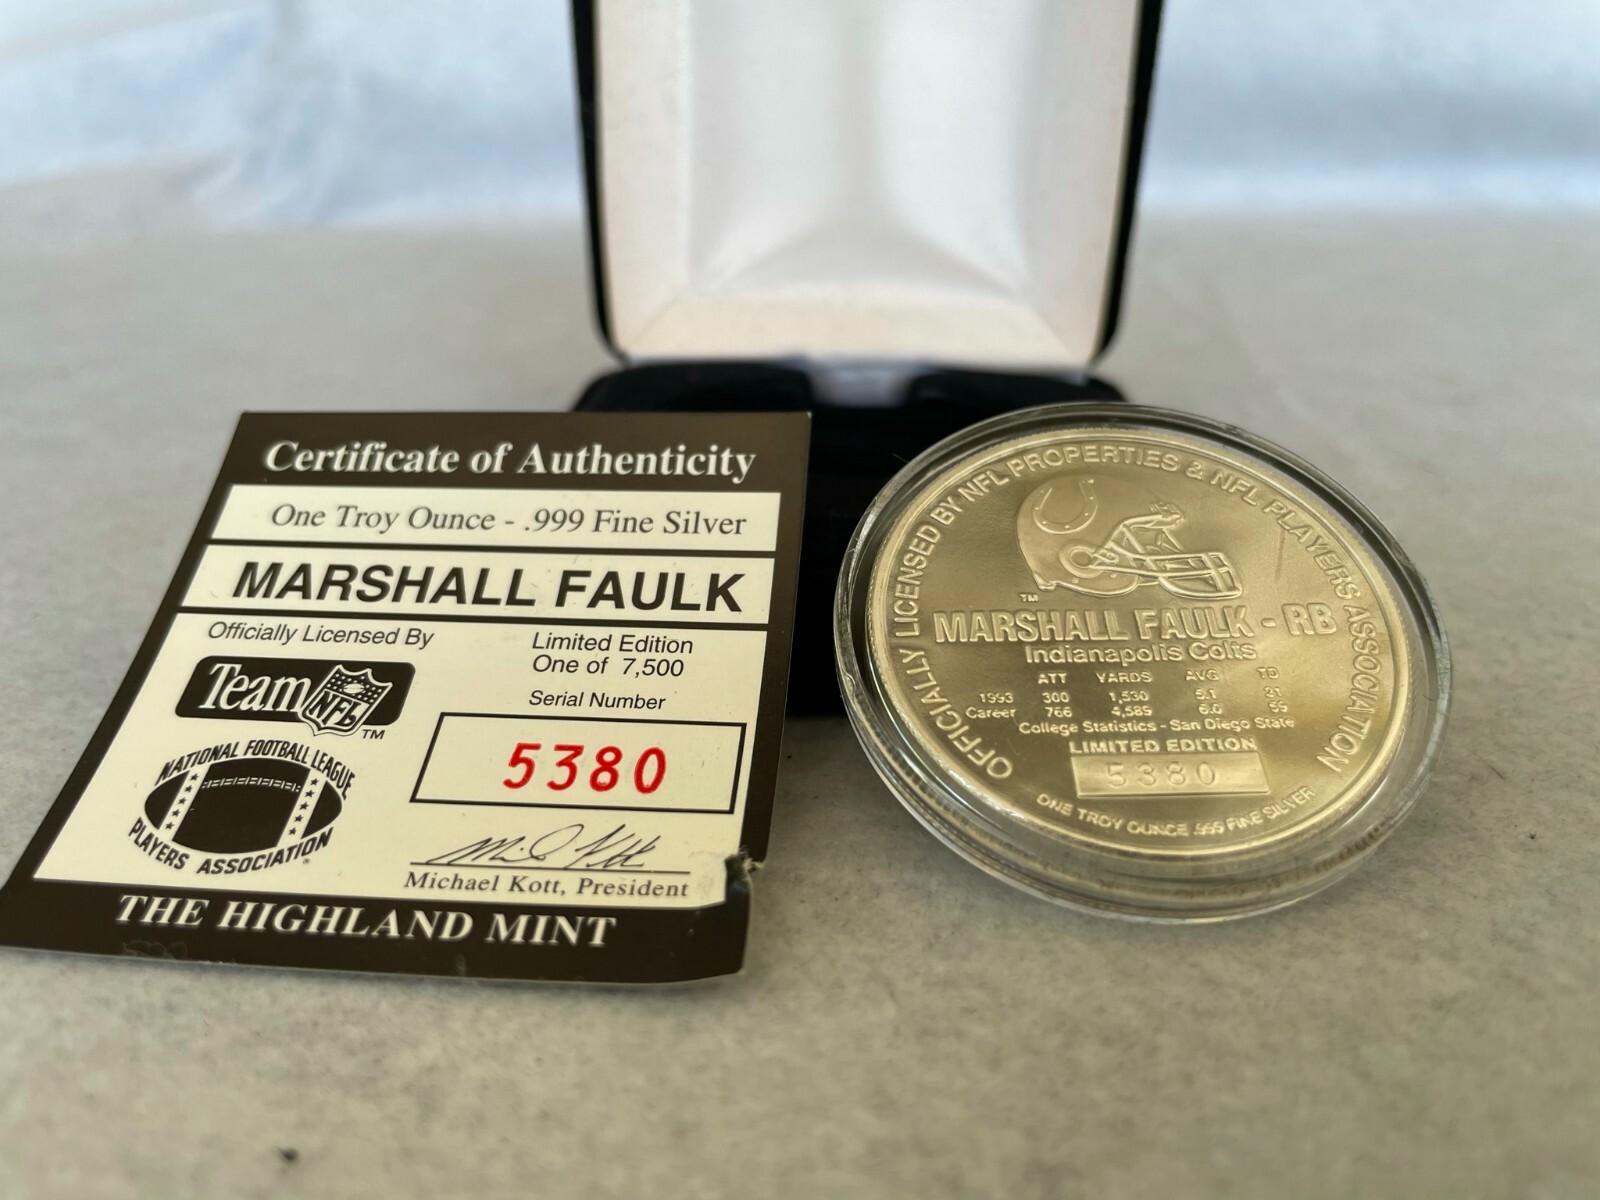 Certificate of Authenticity
One Troy Ounce - .999 Fine Silver
MARSHALL FAULK
Officially Licensed By
Team NFL TM
NATIONAL FOOTBALL LEAGUE
PLAYERS ASSOCIATION
Limited Edition
One of 7,500
Serial Number
5380
Michael Kott, President
THE HIGHLAND MINT
OFFICIALLY LICENSED BY NFL PROPERTIES & NFL PLAYERS ASSOCIATION
TM
MARSHALL FAULK - RB
Indianapolis Colts
ATT YARDS AVG TD
1993 300 1,530 5.1 21
Career 766 4,589 6.0 59
College Statistics - San Diego State
LIMITED EDITION
5380
ONE TROY OUNCE .999 FINE SILVER